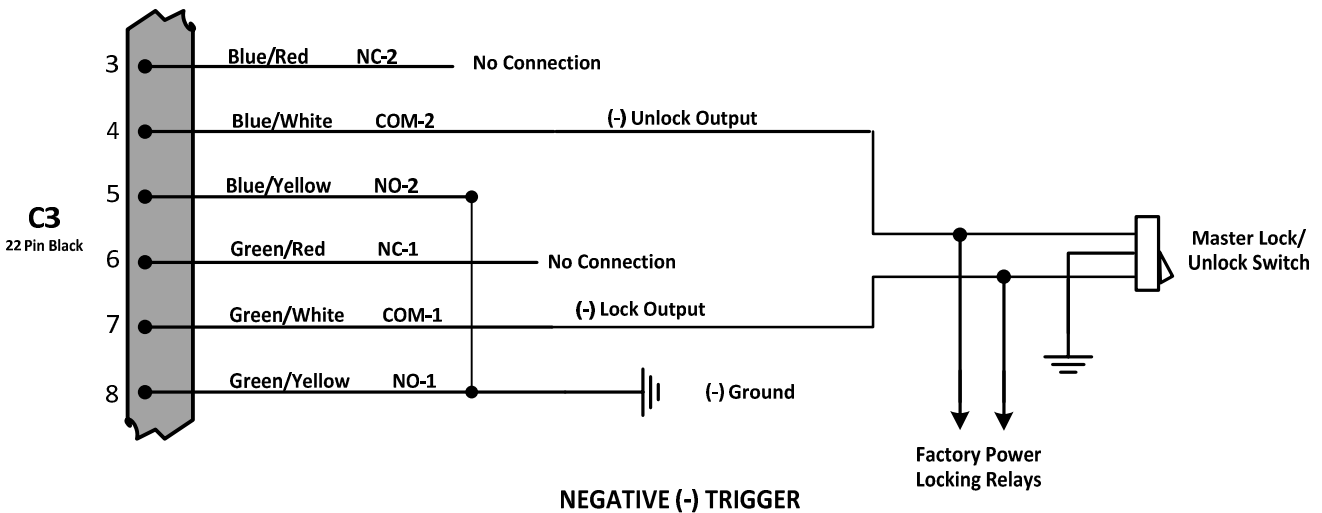 3 Blue/Red NC-2 No Connection
4 Blue/White COM-2 (-) Unlock Output
5 Blue/Yellow NO-2
C3
22 Pin Black
6 Green/Red NC-1 No Connection
7 Green/White COM-1 (-) Lock Output
8 Green/Yellow NO-1 (-) Ground
Master Lock/
Unlock Switch
Factory Power
Locking Relays
NEGATIVE (-) TRIGGER